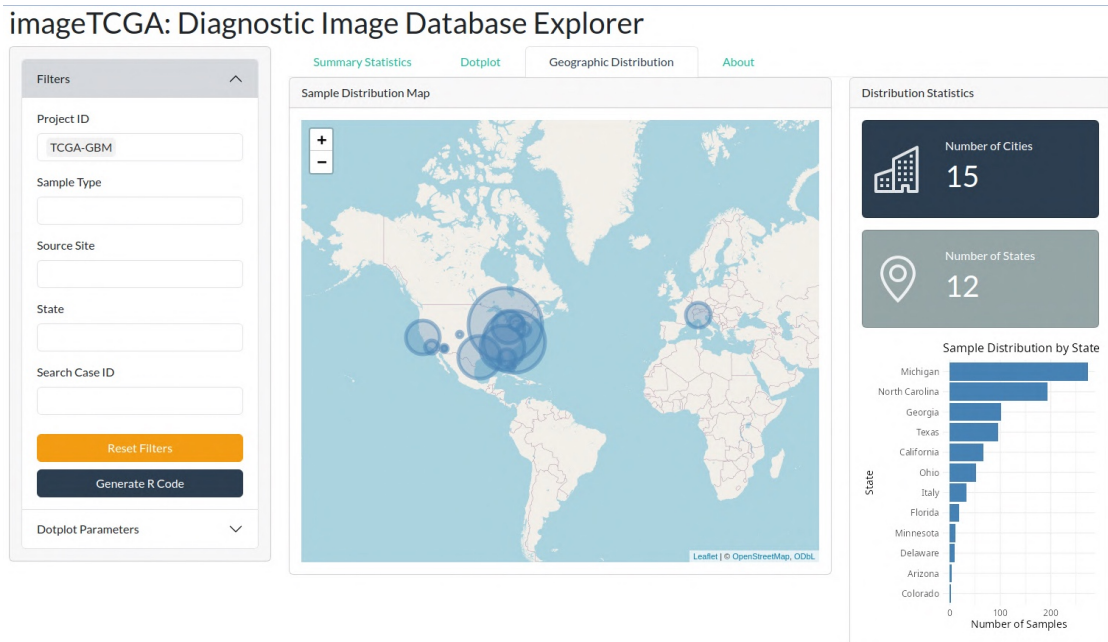 imageTCGA: Diagnostic Image Database Explorer
Filters
Project ID
TCGA-GBM
Sample Type
Source Site
State
Search Case ID
Reset Filters
Generate R Code
Dotplot Parameters
Summary Statistics
Dotplot
Geographic Distribution
About
Sample Distribution Map
+
−
Leaflet | © OpenStreetMap, ODbL
Distribution Statistics
Number of Cities
15
Number of States
12
Sample Distribution by State
State
Michigan
North Carolina
Georgia
Texas
California
Ohio
Italy
Florida
Minnesota
Delaware
Arizona
Colorado
0 100 200
Number of Samples